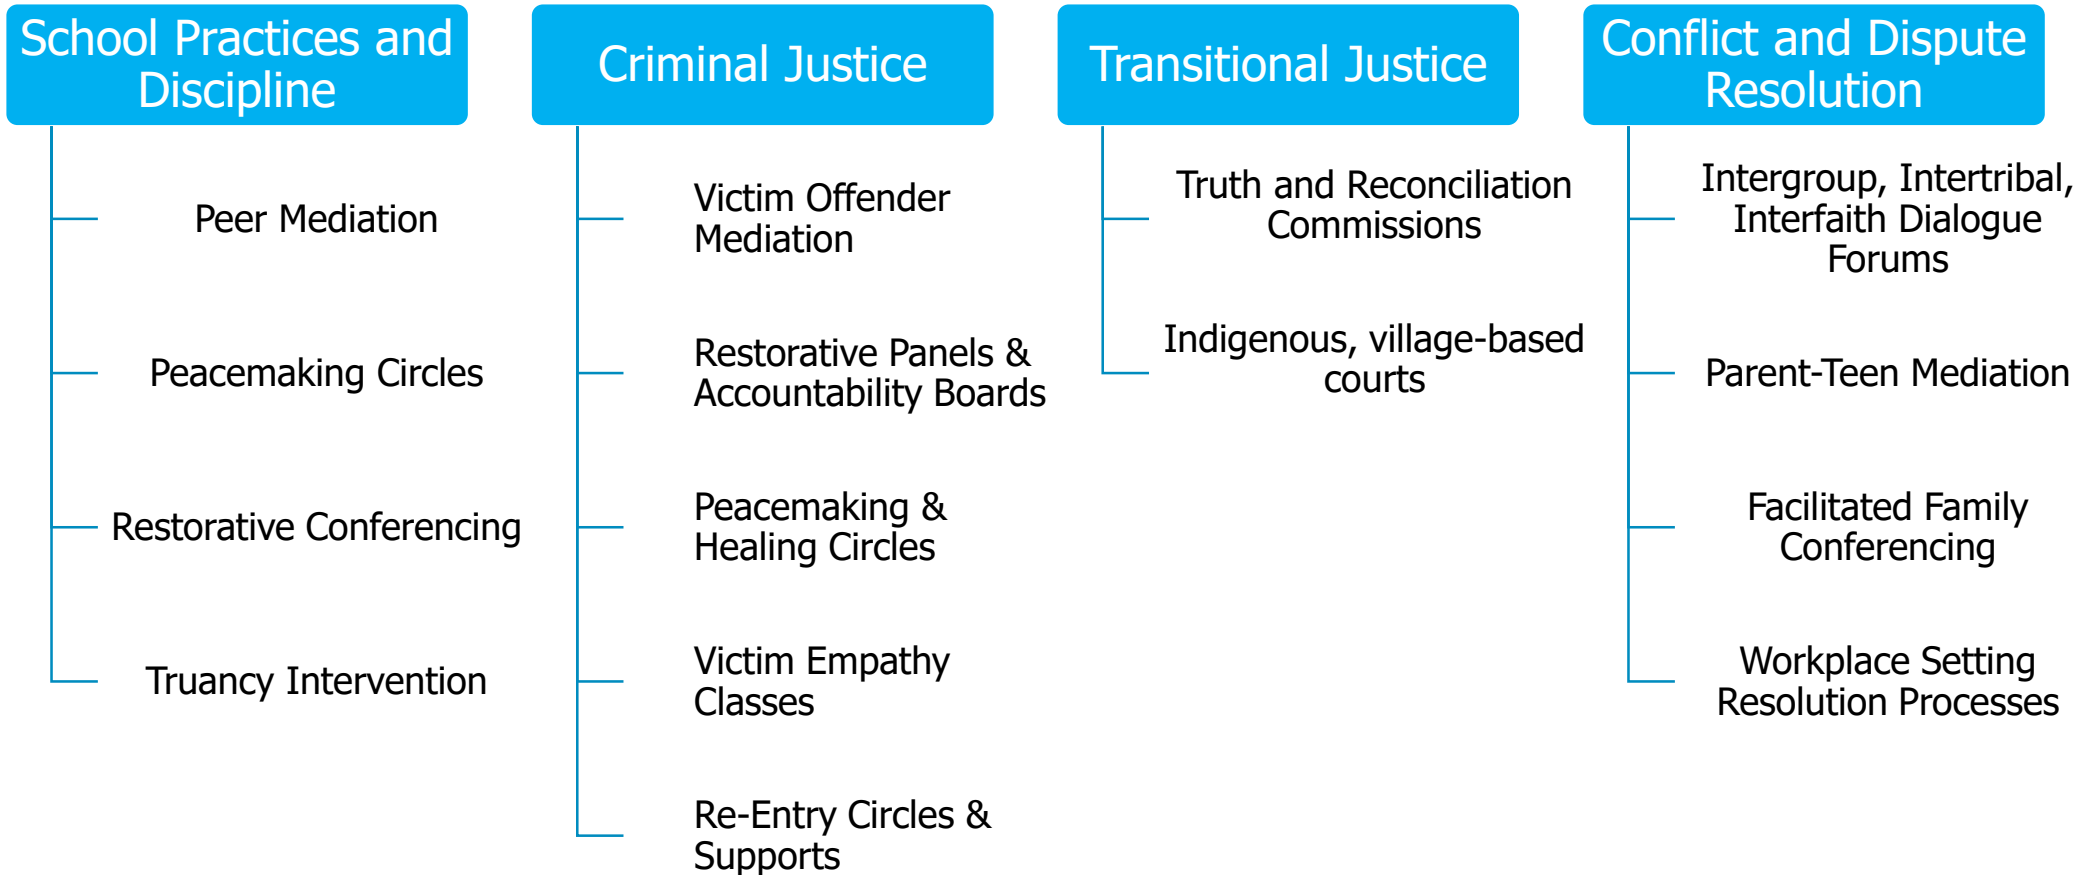 School Practices and
Discipline
Peer Mediation
Peacemaking Circles
Restorative Conferencing
Truancy Intervention
Criminal Justice
Victim Offender
Mediation
Restorative Panels &
Accountability Boards
Peacemaking &
Healing Circles
Victim Empathy
Classes
Re-Entry Circles &
Supports
Transitional Justice
Truth and Reconciliation
Commissions
Indigenous, village-based
courts
Conflict and Dispute
Resolution
Intergroup, Intertribal,
Interfaith Dialogue
Forums
Parent-Teen Mediation
Facilitated Family
Conferencing
Workplace Setting
Resolution Processes